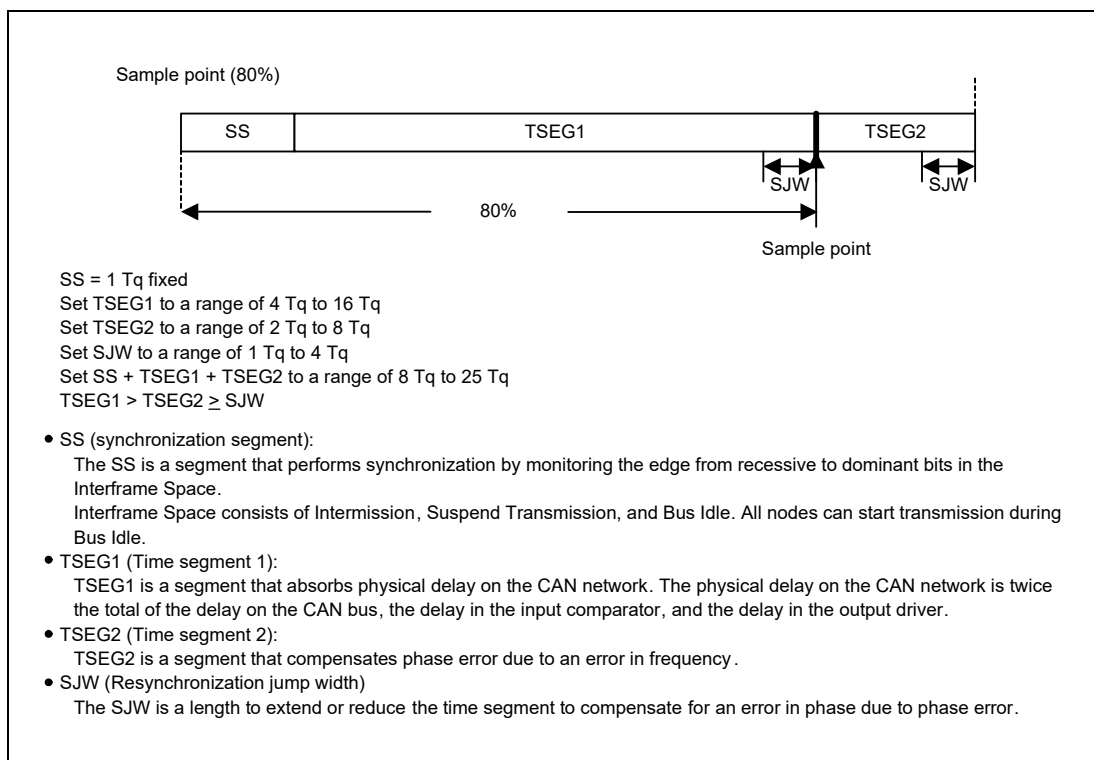 Sample point (80%)
SS
TSEG1
TSEG2
SJW
SJW
80%
Sample point
SS = 1 Tq fixed
Set TSEG1 to a range of 4 Tq to 16 Tq
Set TSEG2 to a range of 2 Tq to 8 Tq
Set SJW to a range of 1 Tq to 4 Tq
Set SS + TSEG1 + TSEG2 to a range of 8 Tq to 25 Tq
TSEG1 > TSEG2 ≥ SJW
• SS (synchronization segment):
The SS is a segment that performs synchronization by monitoring the edge from recessive to dominant bits in the
Interframe Space.
Interframe Space consists of Intermission, Suspend Transmission, and Bus Idle. All nodes can start transmission during
Bus Idle.
• TSEG1 (Time segment 1):
TSEG1 is a segment that absorbs physical delay on the CAN network. The physical delay on the CAN network is twice
the total of the delay on the CAN bus, the delay in the input comparator, and the delay in the output driver.
• TSEG2 (Time segment 2):
TSEG2 is a segment that compensates phase error due to an error in frequency.
• SJW (Resynchronization jump width)
The SJW is a length to extend or reduce the time segment to compensate for an error in phase due to phase error.